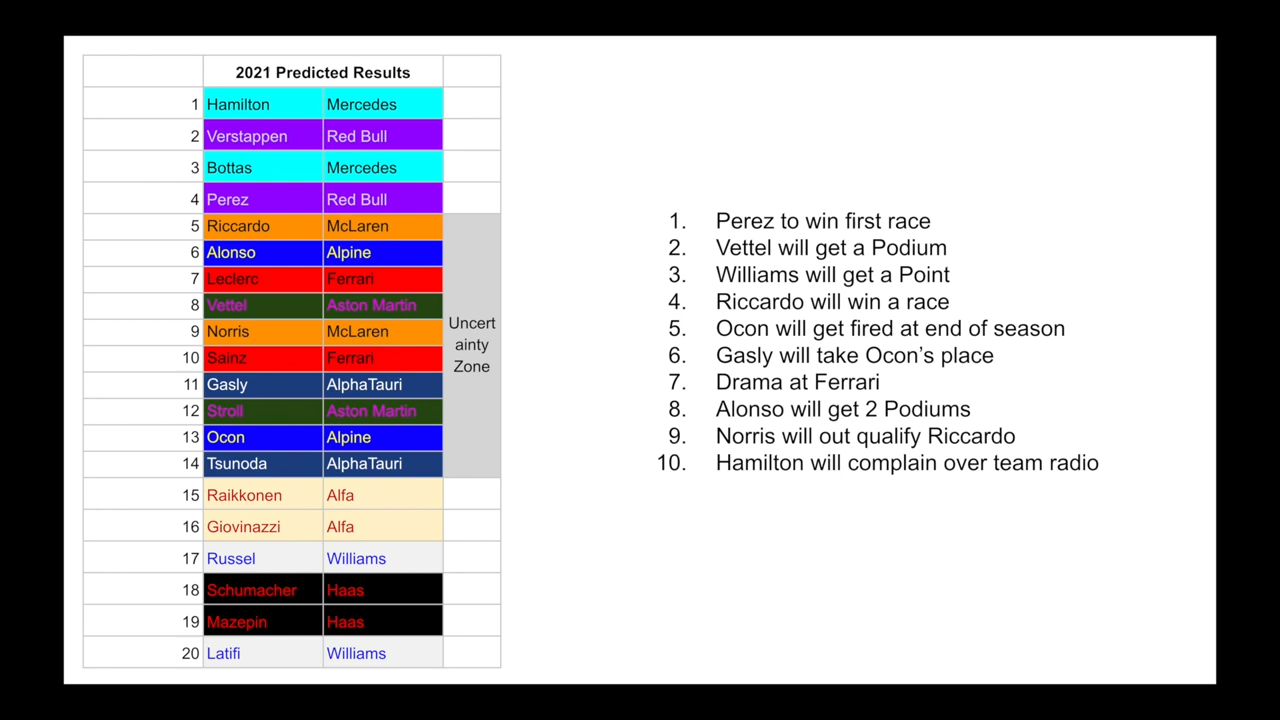 2021 Predicted Results
1 Hamilton Mercedes
2 Verstappen Red Bull
3 Bottas Mercedes
4 Perez Red Bull
5 Riccardo McLaren
6 Alonso Alpine
7 Leclerc Ferrari
8 Vettel Aston Martin
9 Norris McLaren
10 Sainz Ferrari
11 Gasly AlphaTauri
12 Stroll Aston Martin
13 Ocon Alpine
14 Tsunoda AlphaTauri
15 Raikkonen Alfa
16 Giovinazzi Alfa
17 Russel Williams
18 Schumacher Haas
19 Mazepin Haas
20 Latifi Williams
Uncert
ainty
Zone
1. Perez to win first race
2. Vettel will get a Podium
3. Williams will get a Point
4. Riccardo will win a race
5. Ocon will get fired at end of season
6. Gasly will take Ocon's place
7. Drama at Ferrari
8. Alonso will get 2 Podiums
9. Norris will out qualify Riccardo
10. Hamilton will complain over team radio